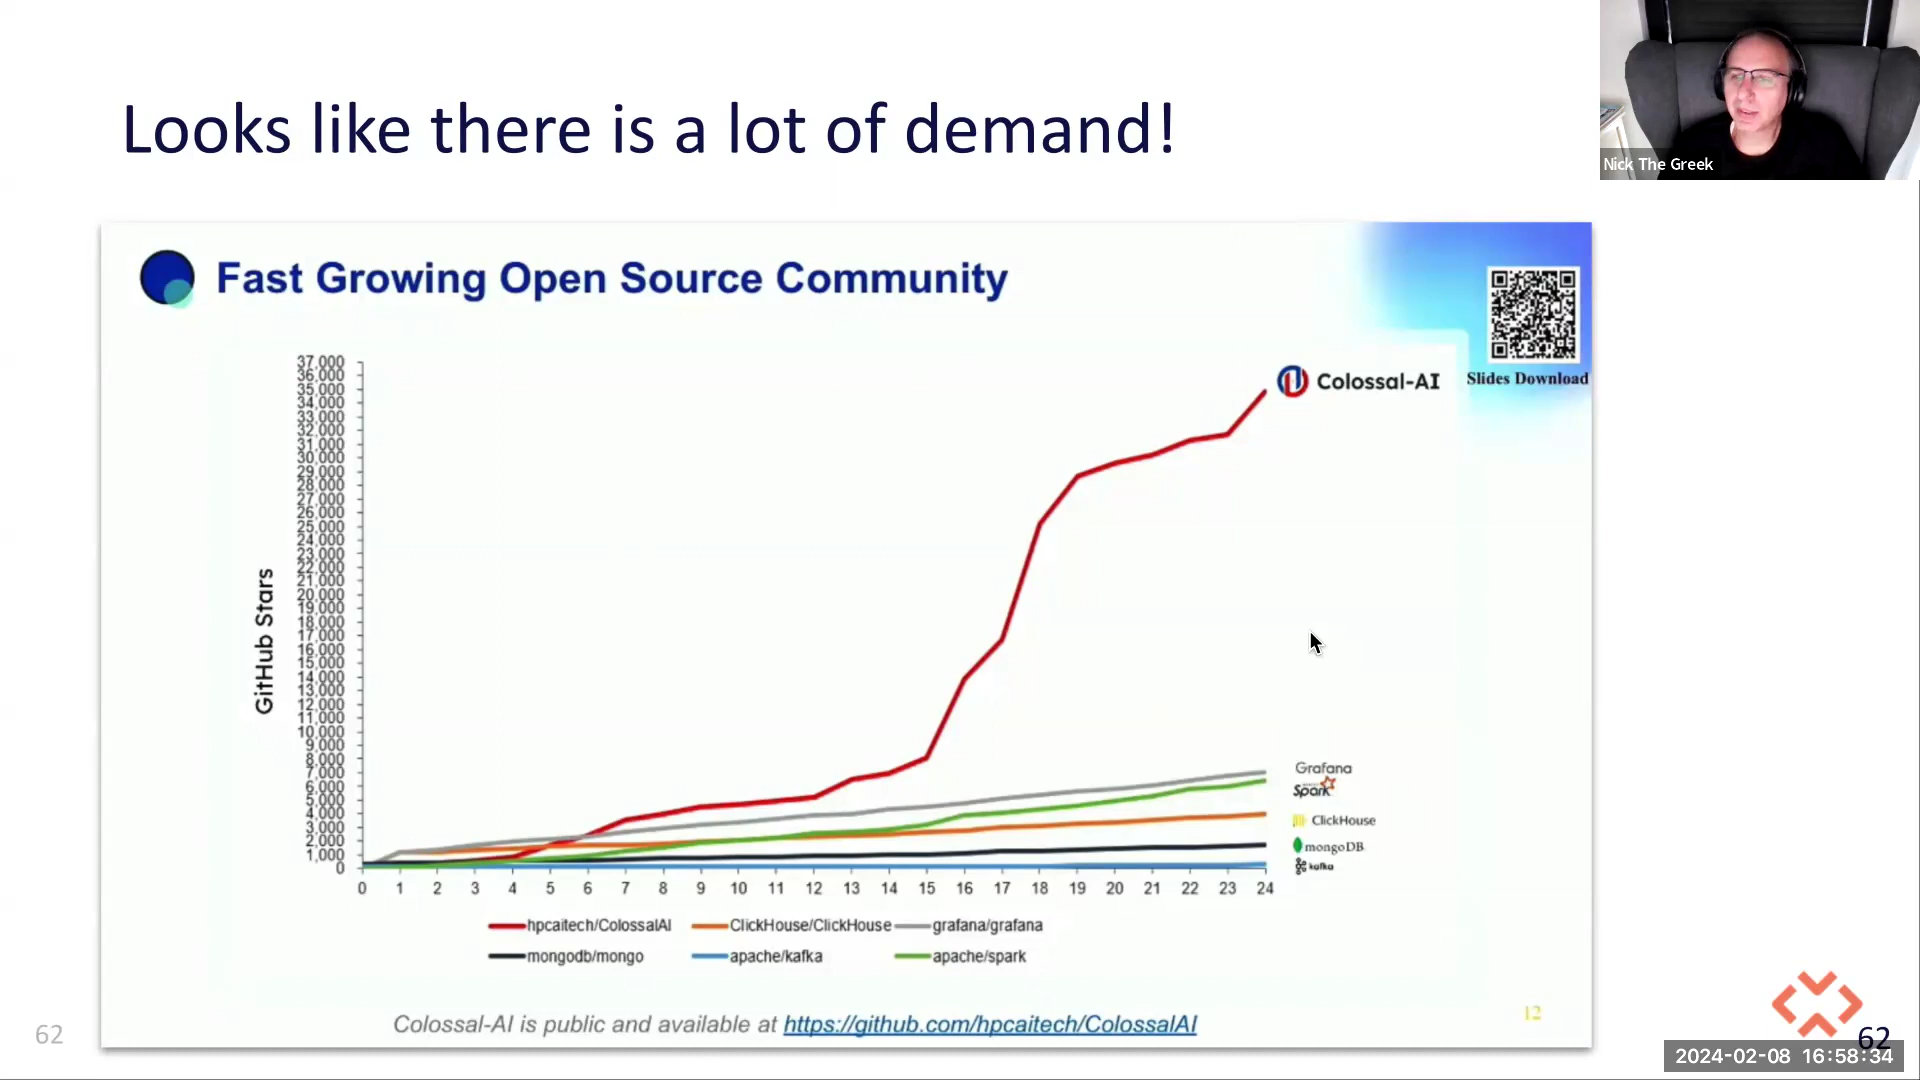 Looks like there is a lot of demand!
Nick The Greek
Fast Growing Open Source Community
Slides Download
Colossal-AI
GitHub Stars
37,000
36,000
35,000
34,000
33,000
32,000
31,000
30,000
29,000
28,000
27,000
26,000
25,000
24,000
23,000
22,000
21,000
20,000
19,000
18,000
17,000
16,000
15,000
14,000
13,000
12,000
11,000
10,000
9,000
8,000
7,000
6,000
5,000
4,000
3,000
2,000
1,000
0
Grafana
Spark
ClickHouse
mongoDB
kafka
0 1 2 3 4 5 6 7 8 9 10 11 12 13 14 15 16 17 18 19 20 21 22 23 24
hpcaitech/ColossalAI ClickHouse/ClickHouse grafana/grafana
mongodb/mongo apache/kafka apache/spark
Colossal-AI is public and available at https://github.com/hpcaitech/ColossalAI
12
62
62
2024-02-08 16:58:34